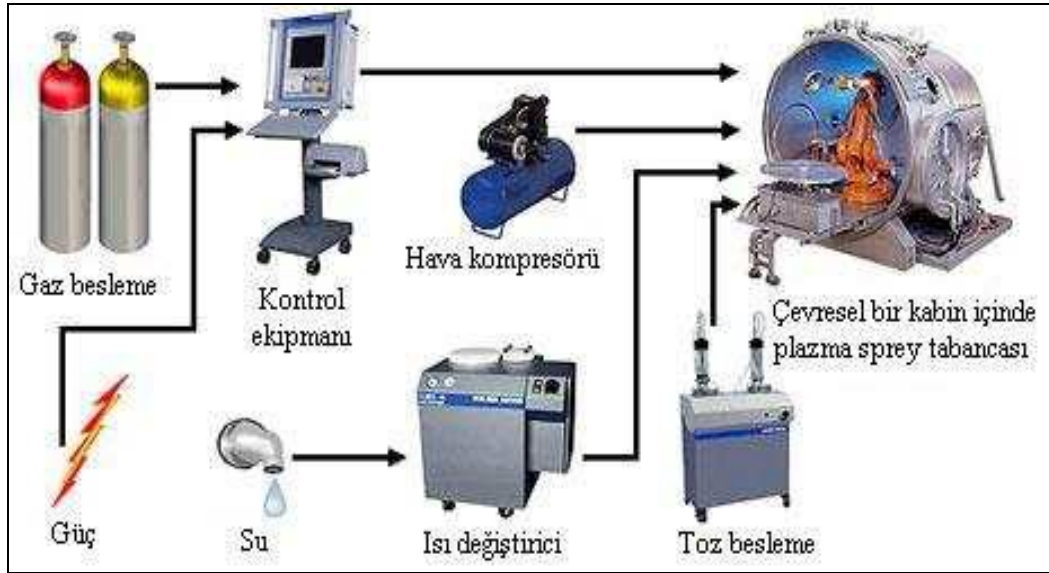 Gaz besleme
Kontrol
ekipmanı
Hava kompresörü
Çevresel bir kabin içinde
plazma sprey tabancası
Güç
Su
Isı değiştirici
Toz besleme